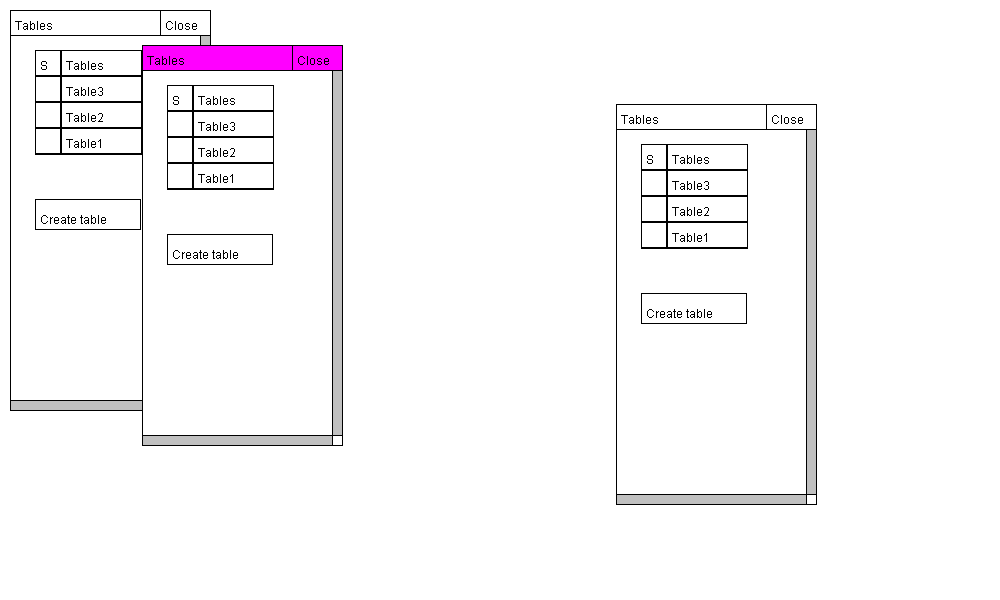 Tables Close
S Tables
Table3
Table2
Table1
Create table
Tables Close
S Tables
Table3
Table2
Table1
Create table
Tables Close
S Tables
Table3
Table2
Table1
Create table